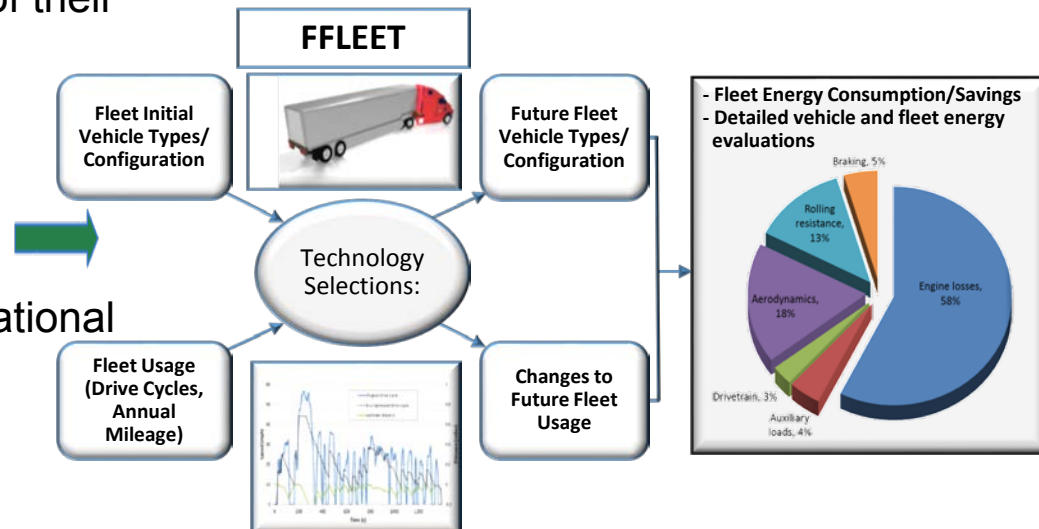 of their
FFLEET
Fleet Initial
Vehicle Types/
Configuration
Future Fleet
Vehicle Types/
Configuration
- Fleet Energy Consumption/Savings
- Detailed vehicle and fleet energy
evaluations
Braking, 5%
Rolling
resistance,
13%
Engine losses,
58%
Aerodynamics,
18%
Drivetrain, 3%
Auxiliary
loads, 4%
Technology
Selections:
ational
Fleet Usage
(Drive Cycles,
Annual
Mileage)
Changes to
Future Fleet
Usage
Time (s)